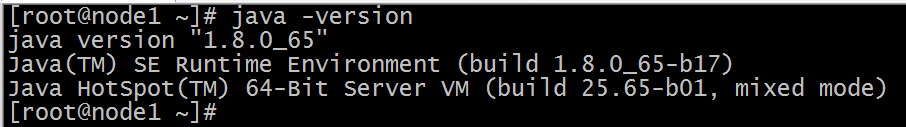 [root@node1 ~]# java -version
java version "1.8.0_65"
Java(TM) SE Runtime Environment (build 1.8.0_65-b17)
Java HotSpot(TM) 64-Bit Server VM (build 25.65-b01, mixed mode)
[root@node1 ~]#